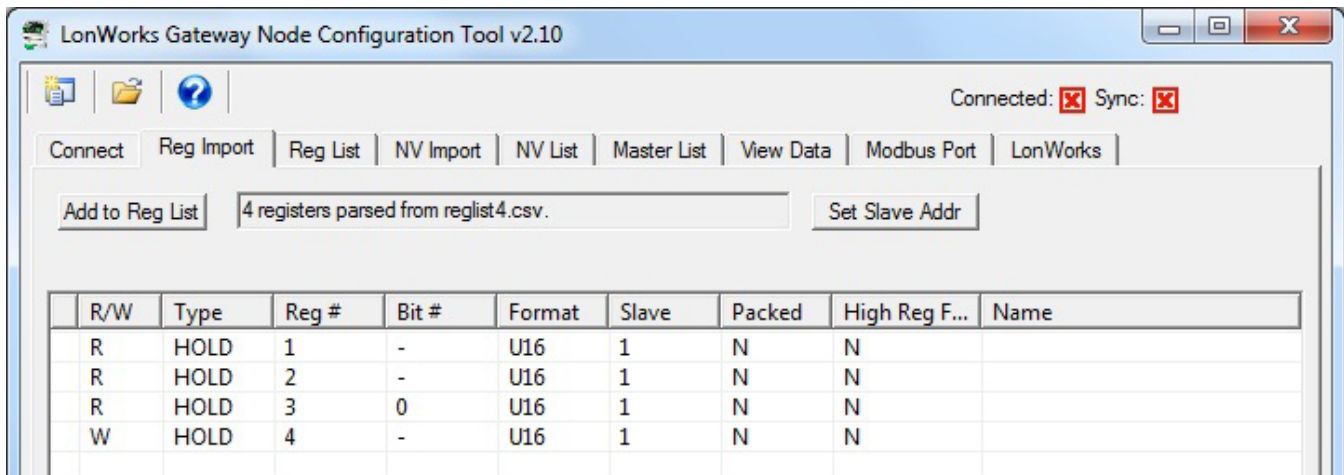 LonWorks Gateway Node Configuration Tool v2.10
Connected: Sync:
Connect Reg Import Reg List NV Import NV List Master List View Data Modbus Port LonWorks
Add to Reg List 4 registers parsed from reglist4.csv. Set Slave Addr
R/W Type Reg # Bit # Format Slave Packed High Reg F... Name
R HOLD 1 - U16 1 N N
R HOLD 2 - U16 1 N N
R HOLD 3 0 U16 1 N N
W HOLD 4 - U16 1 N N